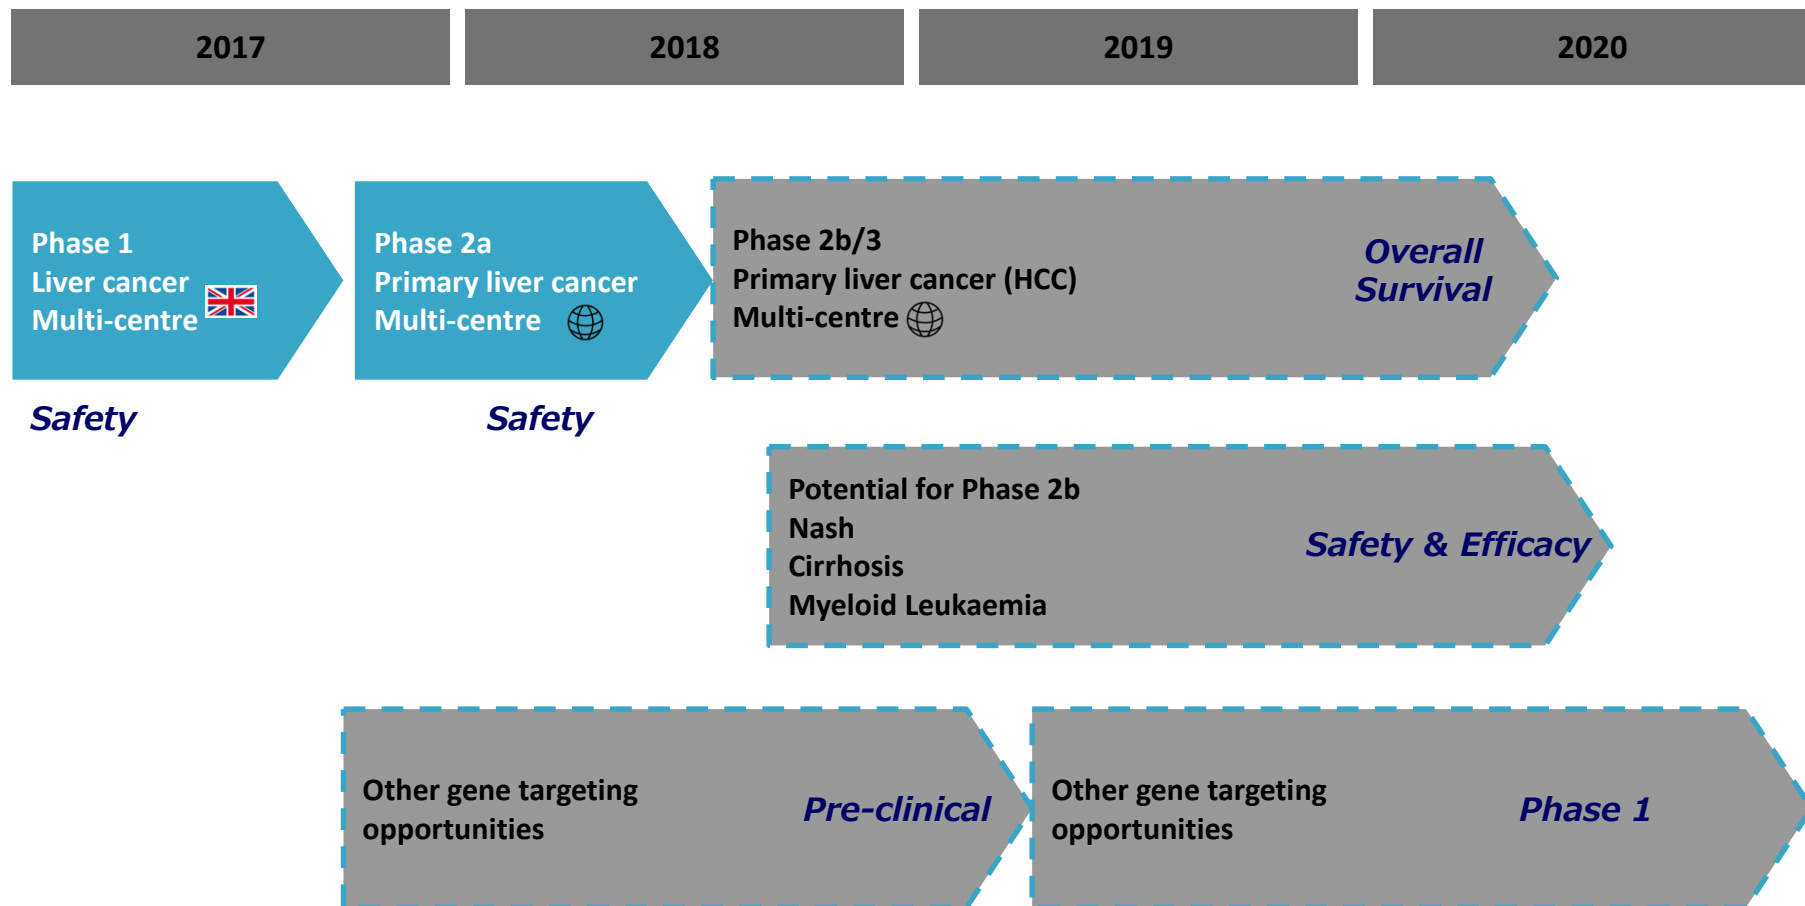 2017
2018
2019
2020
Phase 1
Liver cancer
Multi-centre
Safety
Phase 2a
Primary liver cancer
Multi-centre
Safety
Phase 2b/3
Primary liver cancer (HCC)
Multi-centre
Overall
Survival
Potential for Phase 2b
Nash
Cirrhosis
Myeloid Leukaemia
Safety & Efficacy
Other gene targeting
opportunities
Pre-clinical
Other gene targeting
opportunities
Phase 1